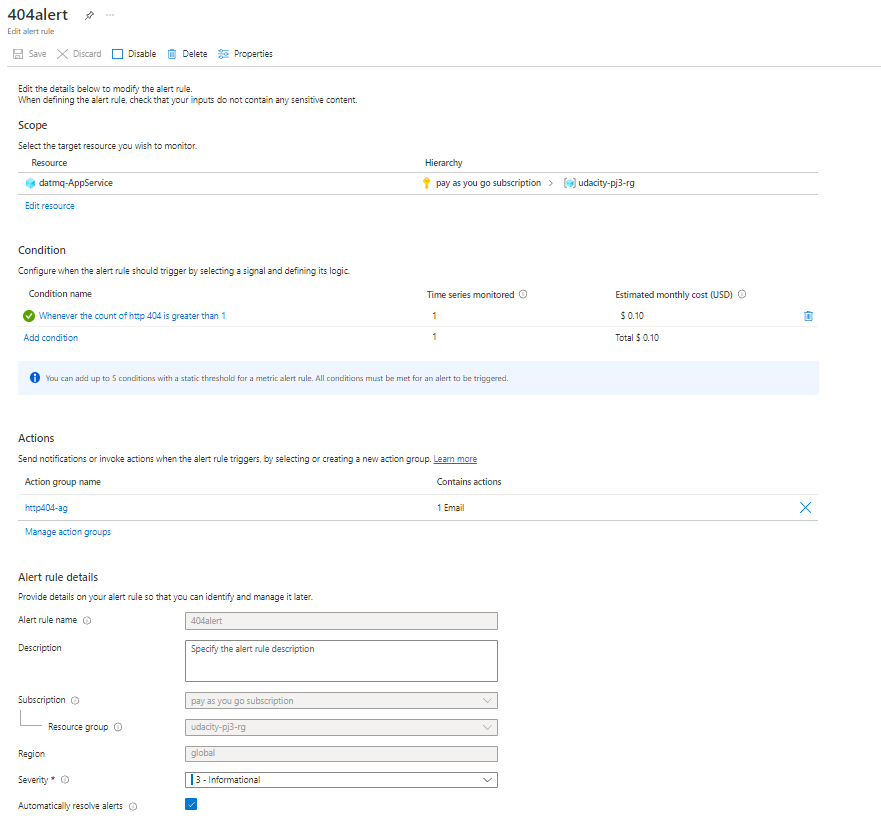 404alert
Edit alert rule
Save Discard Disable Delete Properties
Edit the details below to modify the alert rule.
When defining the alert rule, check that your inputs do not contain any sensitive content.
Scope
Select the target resource you wish to monitor.
Resource Hierarchy
datmq-AppService pay as you go subscription > udacity-pj3-rg
Edit resource
Condition
Configure when the alert rule should trigger by selecting a signal and defining its logic.
Condition name Time series monitored Estimated monthly cost (USD)
Whenever the count of http 404 is greater than 1 1 $ 0.10
Add condition 1 Total $ 0.10
You can add up to 5 conditions with a static threshold for a metric alert rule. All conditions must be met for an alert to be triggered.
Actions
Send notifications or invoke actions when the alert rule triggers, by selecting or creating a new action group. Learn more
Action group name Contains actions
http404-ag 1 Email
Manage action groups
Alert rule details
Provide details on your alert rule so that you can identify and manage it later.
Alert rule name 404alert
Description Specify the alert rule description
Subscription pay as you go subscription
Resource group udacity-pj3-rg
Region global
Severity * 3 - Informational
Automatically resolve alerts